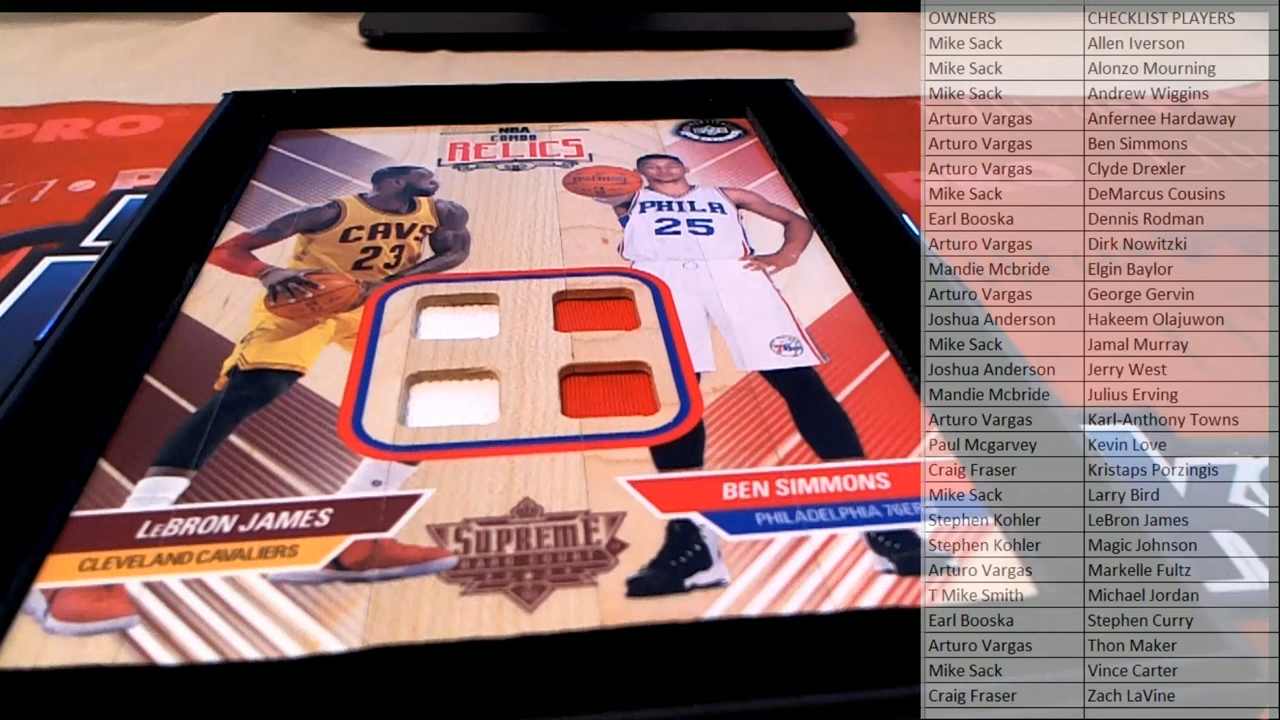 PRO
NBA
COMBO
RELICS
CAVS
23
PHILA
25
LEBRON JAMES
CLEVELAND CAVALIERS
BEN SIMMONS
PHILADELPHIA 76ER
SUPREME
HARD COURT
OWNERS CHECKLIST PLAYERS
Mike Sack Allen Iverson
Mike Sack Alonzo Mourning
Mike Sack Andrew Wiggins
Arturo Vargas Anfernee Hardaway
Arturo Vargas Ben Simmons
Arturo Vargas Clyde Drexler
Mike Sack DeMarcus Cousins
Earl Booska Dennis Rodman
Arturo Vargas Dirk Nowitzki
Mandie Mcbride Elgin Baylor
Arturo Vargas George Gervin
Joshua Anderson Hakeem Olajuwon
Mike Sack Jamal Murray
Joshua Anderson Jerry West
Mandie Mcbride Julius Erving
Arturo Vargas Karl-Anthony Towns
Paul Mcgarvey Kevin Love
Craig Fraser Kristaps Porzingis
Mike Sack Larry Bird
Stephen Kohler LeBron James
Stephen Kohler Magic Johnson
Arturo Vargas Markelle Fultz
T Mike Smith Michael Jordan
Earl Booska Stephen Curry
Arturo Vargas Thon Maker
Mike Sack Vince Carter
Craig Fraser Zach LaVine